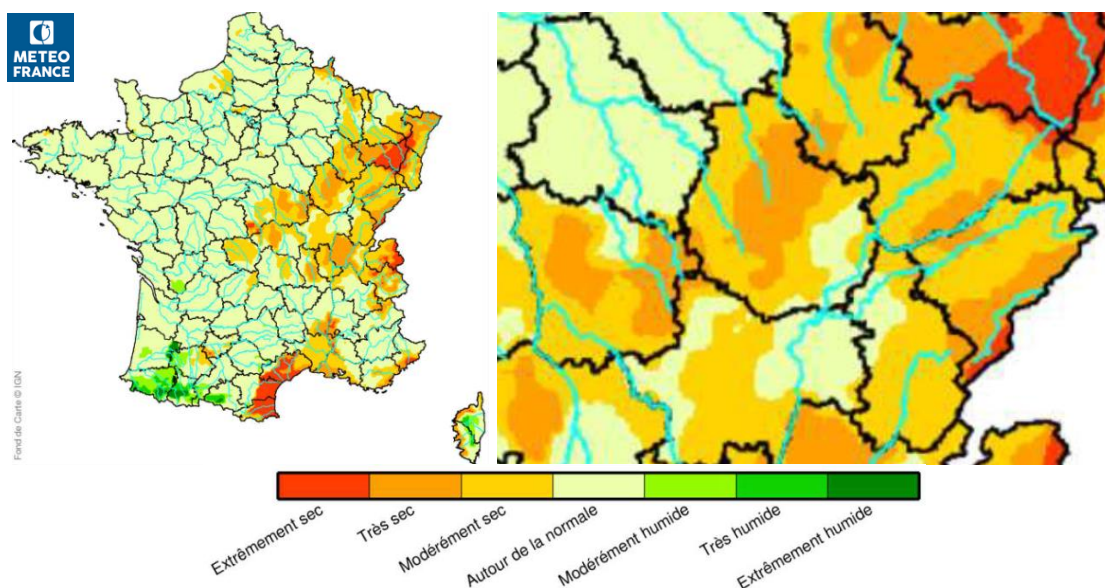 METEO
FRANCE
Fond de Carte © IGN
Extrêmement sec
Très sec
Modérément sec
Autour de la normale
Modérément humide
Très humide
Extrêmement humide